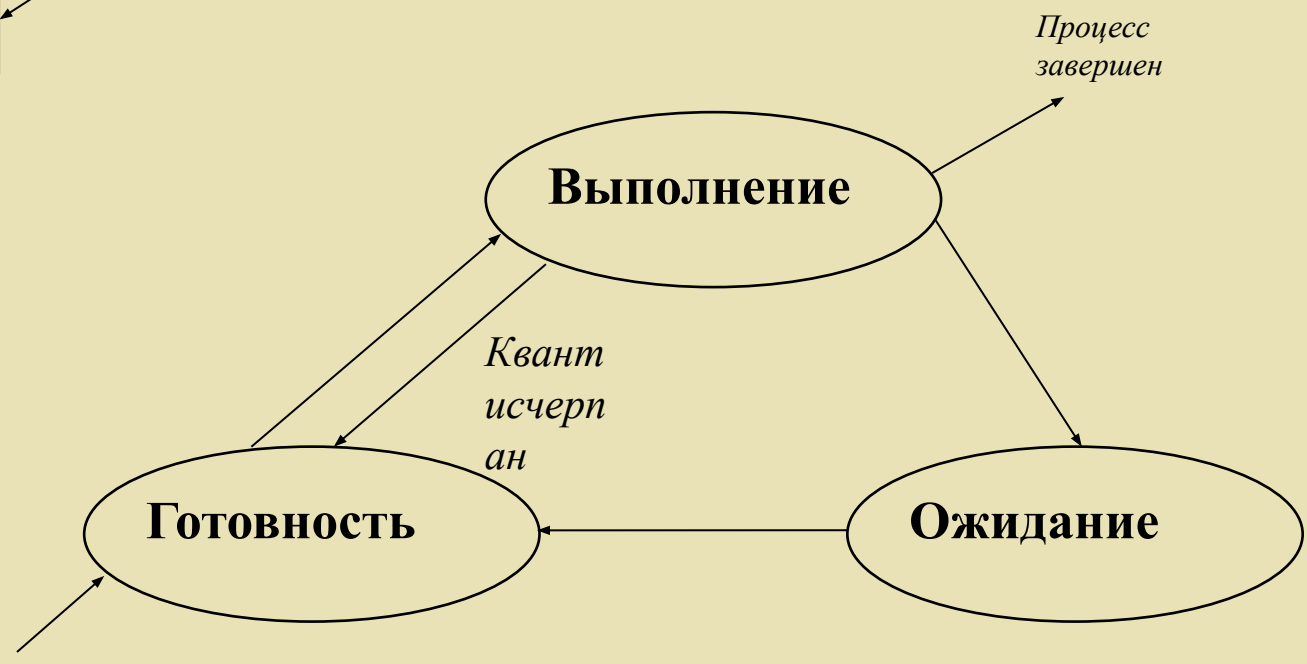 Процесс
завершен
Выполнение
Квант
исчерп
ан
Готовность
Ожидание